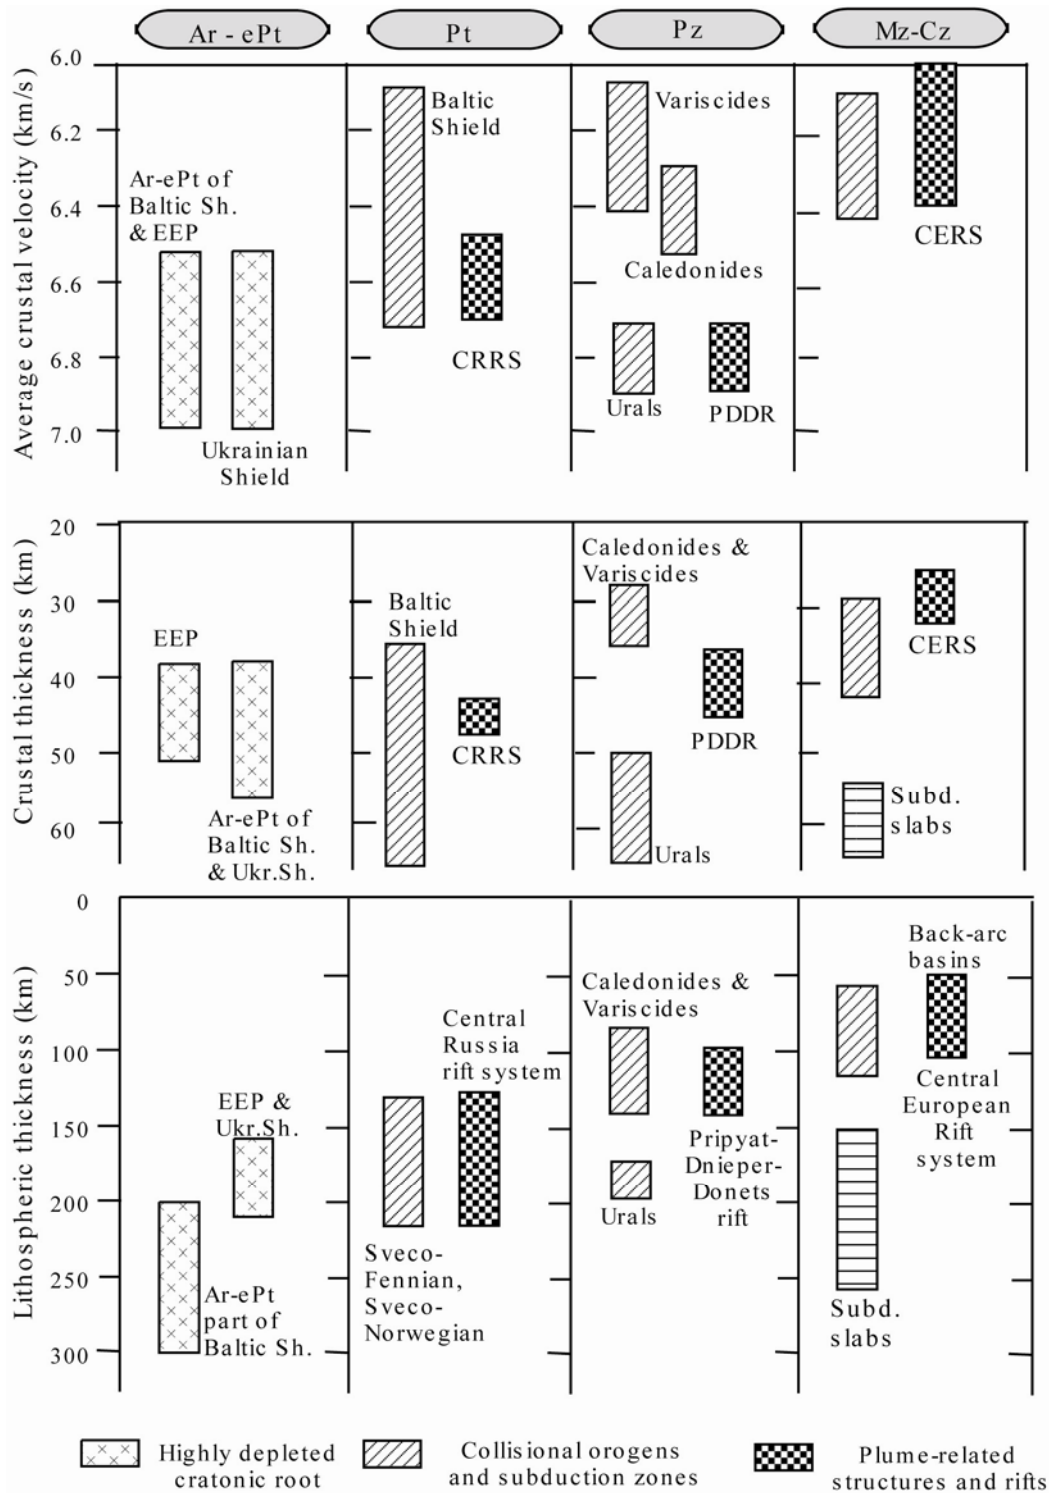 Ar - ePt
Pt
Pz
Mz-Cz
Average crustal velocity (km/s)
6.0
6.2
6.4
6.6
6.8
7.0
Ar-ePt of
Baltic Sh.
& EEP
Ukrainian
Shield
Baltic
Shield
CRRS
Variscides
Caledonides
Urals
PDDR
CERS
Crustal thickness (km)
20
30
40
50
60
EEP
Ar-ePt of
Baltic Sh.
& Ukr.Sh.
Baltic
Shield
CRRS
Caledonides &
Variscides
PDDR
Urals
CERS
Subd.
slabs
Lithospheric thickness (km)
0
50
100
150
200
250
300
EEP &
Ukr.Sh.
Ar-ePt
part of
Baltic Sh.
Central
Russia
rift system
Sveco-
Fennian,
Sveco-
Norwegian
Caledonides &
Variscides
Urals
Pripyat-
Dnieper-
Donets
rift
Back-arc
basins
Central
European
Rift
system
Subd.
slabs
Highly depleted
cratonic root
Collisional orogens
and subduction zones
Plume-related
structures and rifts